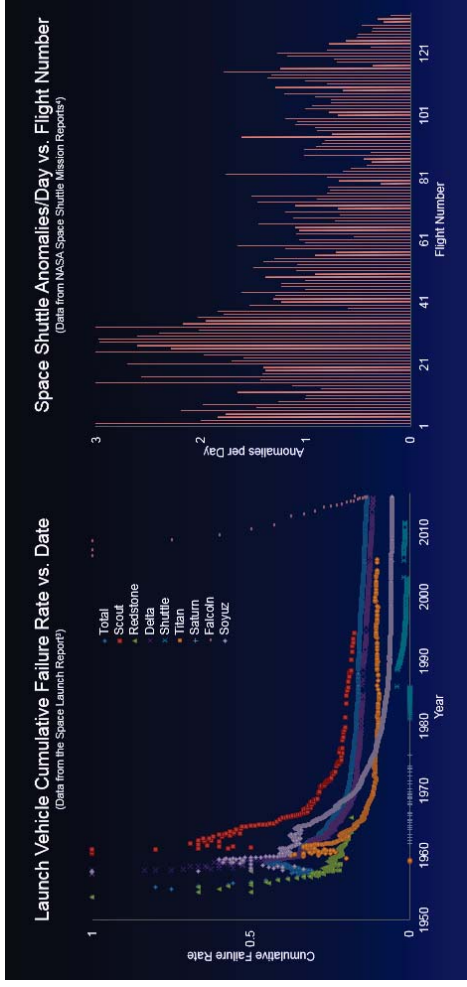 Launch Vehicle Cumulative Failure Rate vs. Date
(Data from the Space Launch Report³)
Cumulative Failure Rate
1
0.5
0
Total
Scout
Redstone
Delta
Shuttle
Titan
Saturn
Falcoin
Soyuz
1950
1960
1970
1980
1990
2000
2010
Year
Space Shuttle Anomalies/Day vs. Flight Number
(Data from NASA Space Shuttle Mission Reports⁴)
Anomalies per Day
3
2
1
0
1
21
41
61
81
101
121
Flight Number